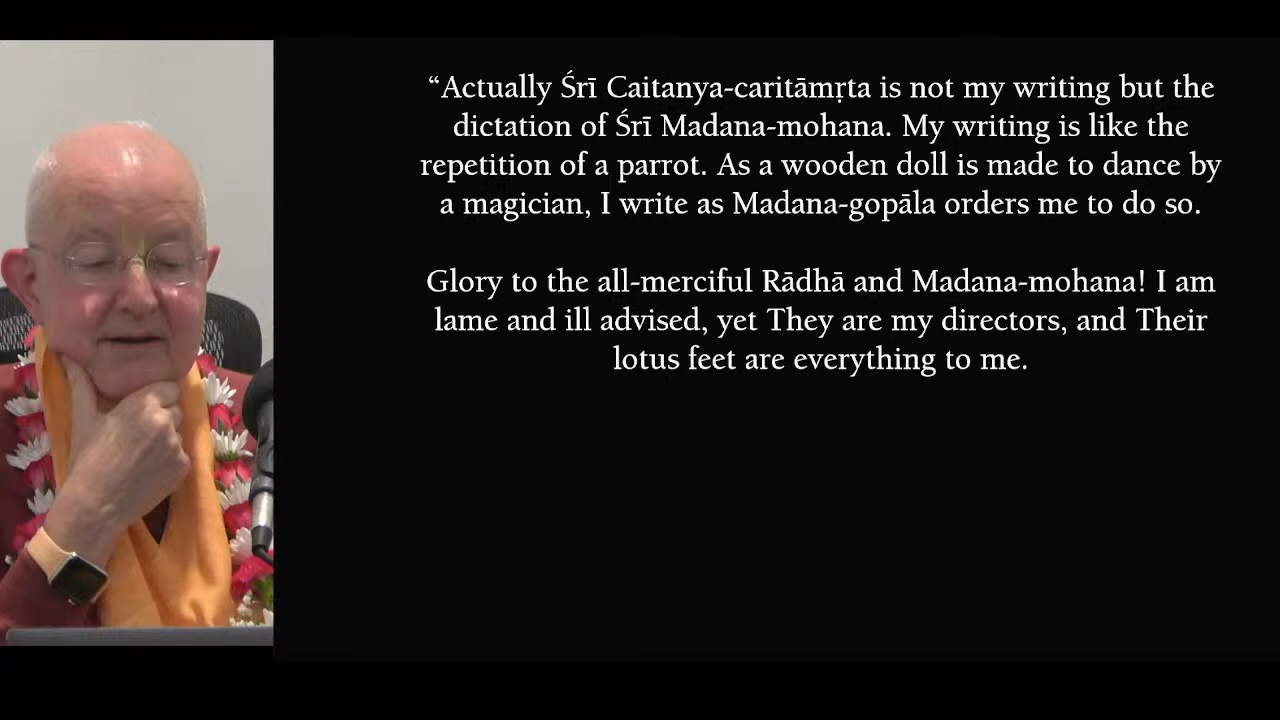 “Actually Śrī Caitanya-caritāmṛta is not my writing but the
dictation of Śrī Madana-mohana. My writing is like the
repetition of a parrot. As a wooden doll is made to dance by
a magician, I write as Madana-gopāla orders me to do so.
Glory to the all-merciful Rādhā and Madana-mohana! I am
lame and ill advised, yet They are my directors, and Their
lotus feet are everything to me.